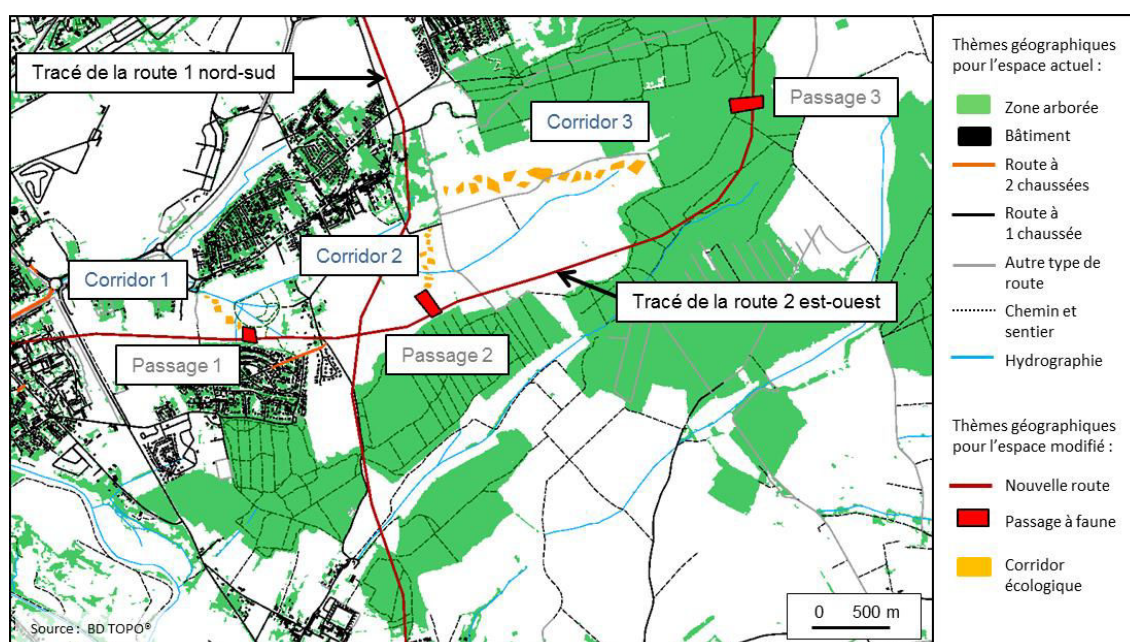 Tracé de la route 1 nord-sud
Corridor 3
Passage 3
Corridor 2
Corridor 1
Tracé de la route 2 est-ouest
Passage 2
Passage 1
0 500 m
Source : BD TOPO®
Thèmes géographiques
pour l'espace actuel :
Zone arborée
Bâtiment
Route à
2 chaussées
Route à
1 chaussée
Autre type de
route
Chemin et
sentier
Hydrographie
Thèmes géographiques
pour l'espace modifié :
Nouvelle route
Passage à faune
Corridor
écologique